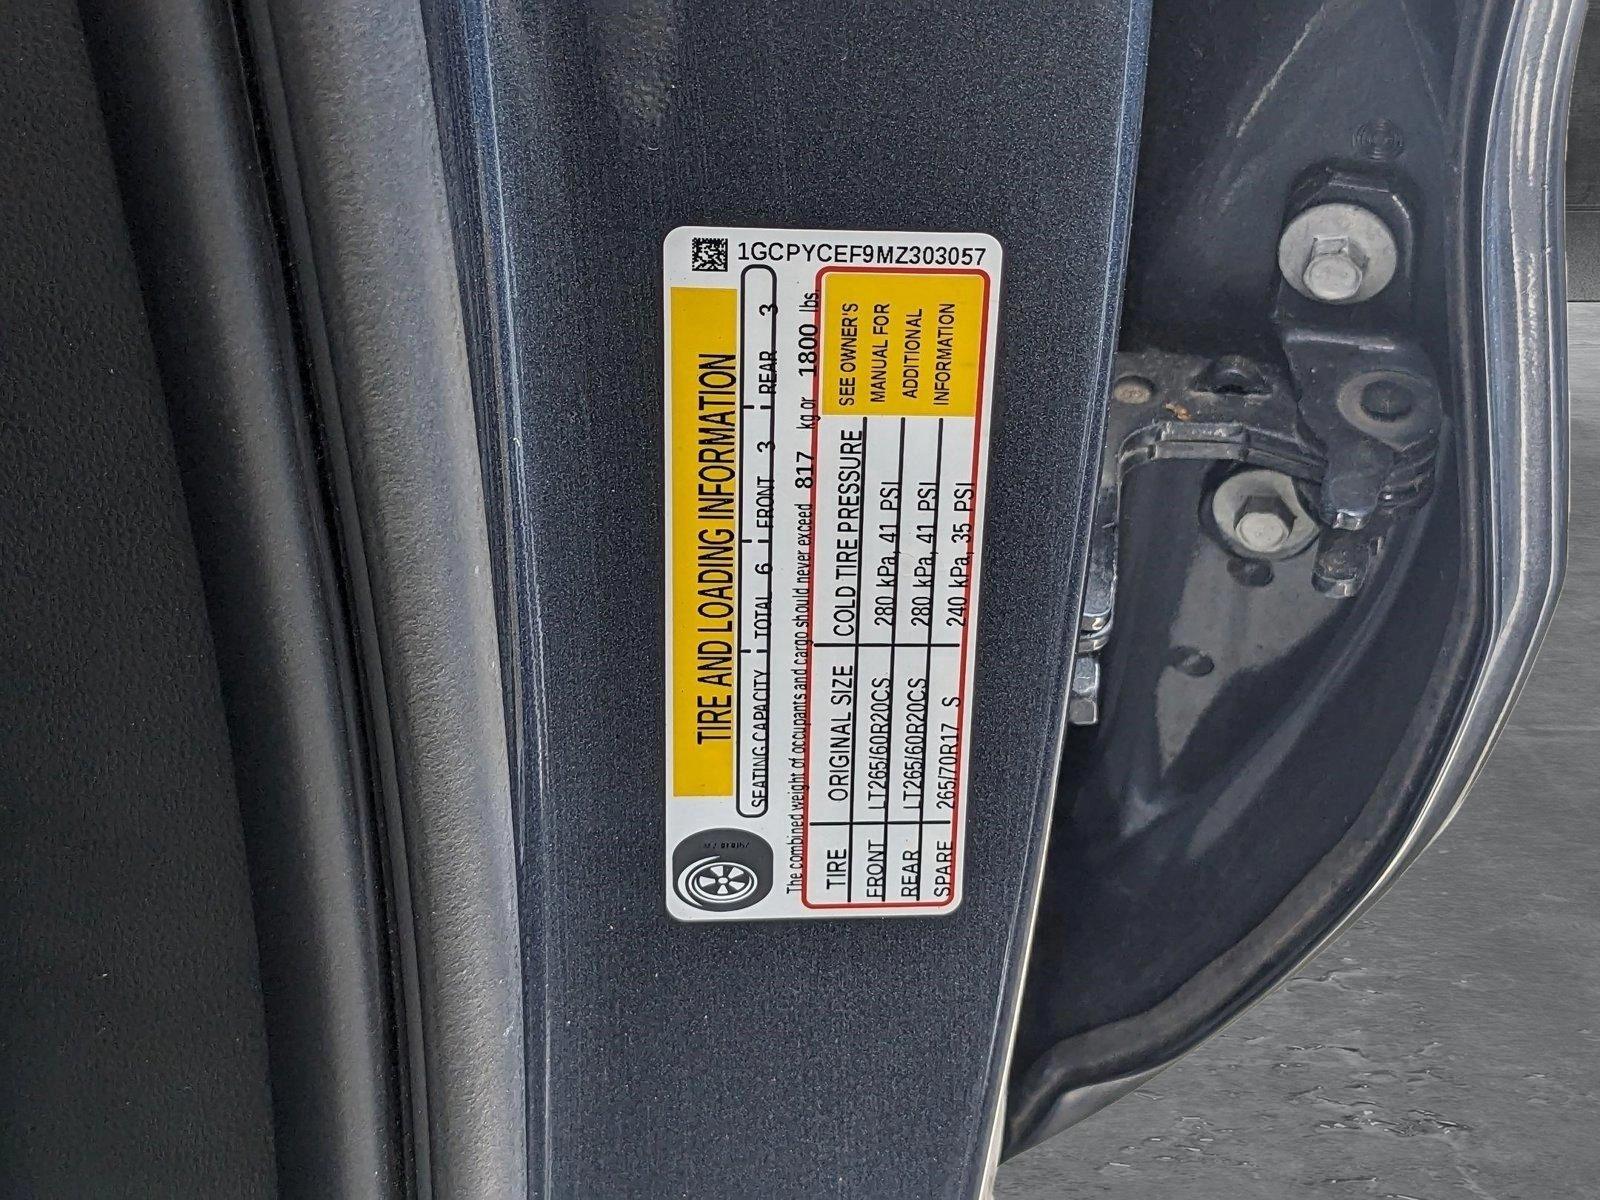 1GCPYCEF9MZ303057
TIRE AND LOADING INFORMATION
SEATING CAPACITY TOTAL 6 FRONT 3 REAR 3
The combined weight of occupants and cargo should never exceed 817 kg or 1800 lbs.
TIRE ORIGINAL SIZE COLD TIRE PRESSURE
FRONT LT265/60R20CS 280 kPa, 41 PSI
REAR LT265/60R20CS 280 kPa, 41 PSI
SPARE 265/70R17 S 240 kPa, 35 PSI
SEE OWNER'S
MANUAL FOR
ADDITIONAL
INFORMATION